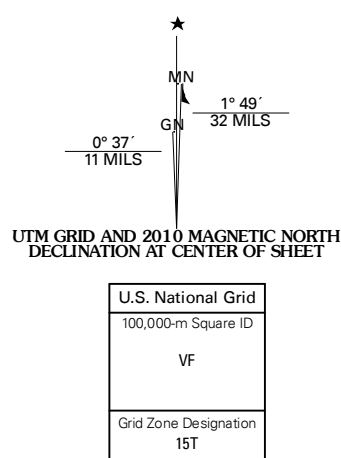 ★
MN
1° 49´
32 MILS
GN
0° 37´
11 MILS
UTM GRID AND 2010 MAGNETIC NORTH
DECLINATION AT CENTER OF SHEET
U.S. National Grid
100,000-m Square ID
VF
Grid Zone Designation
15T